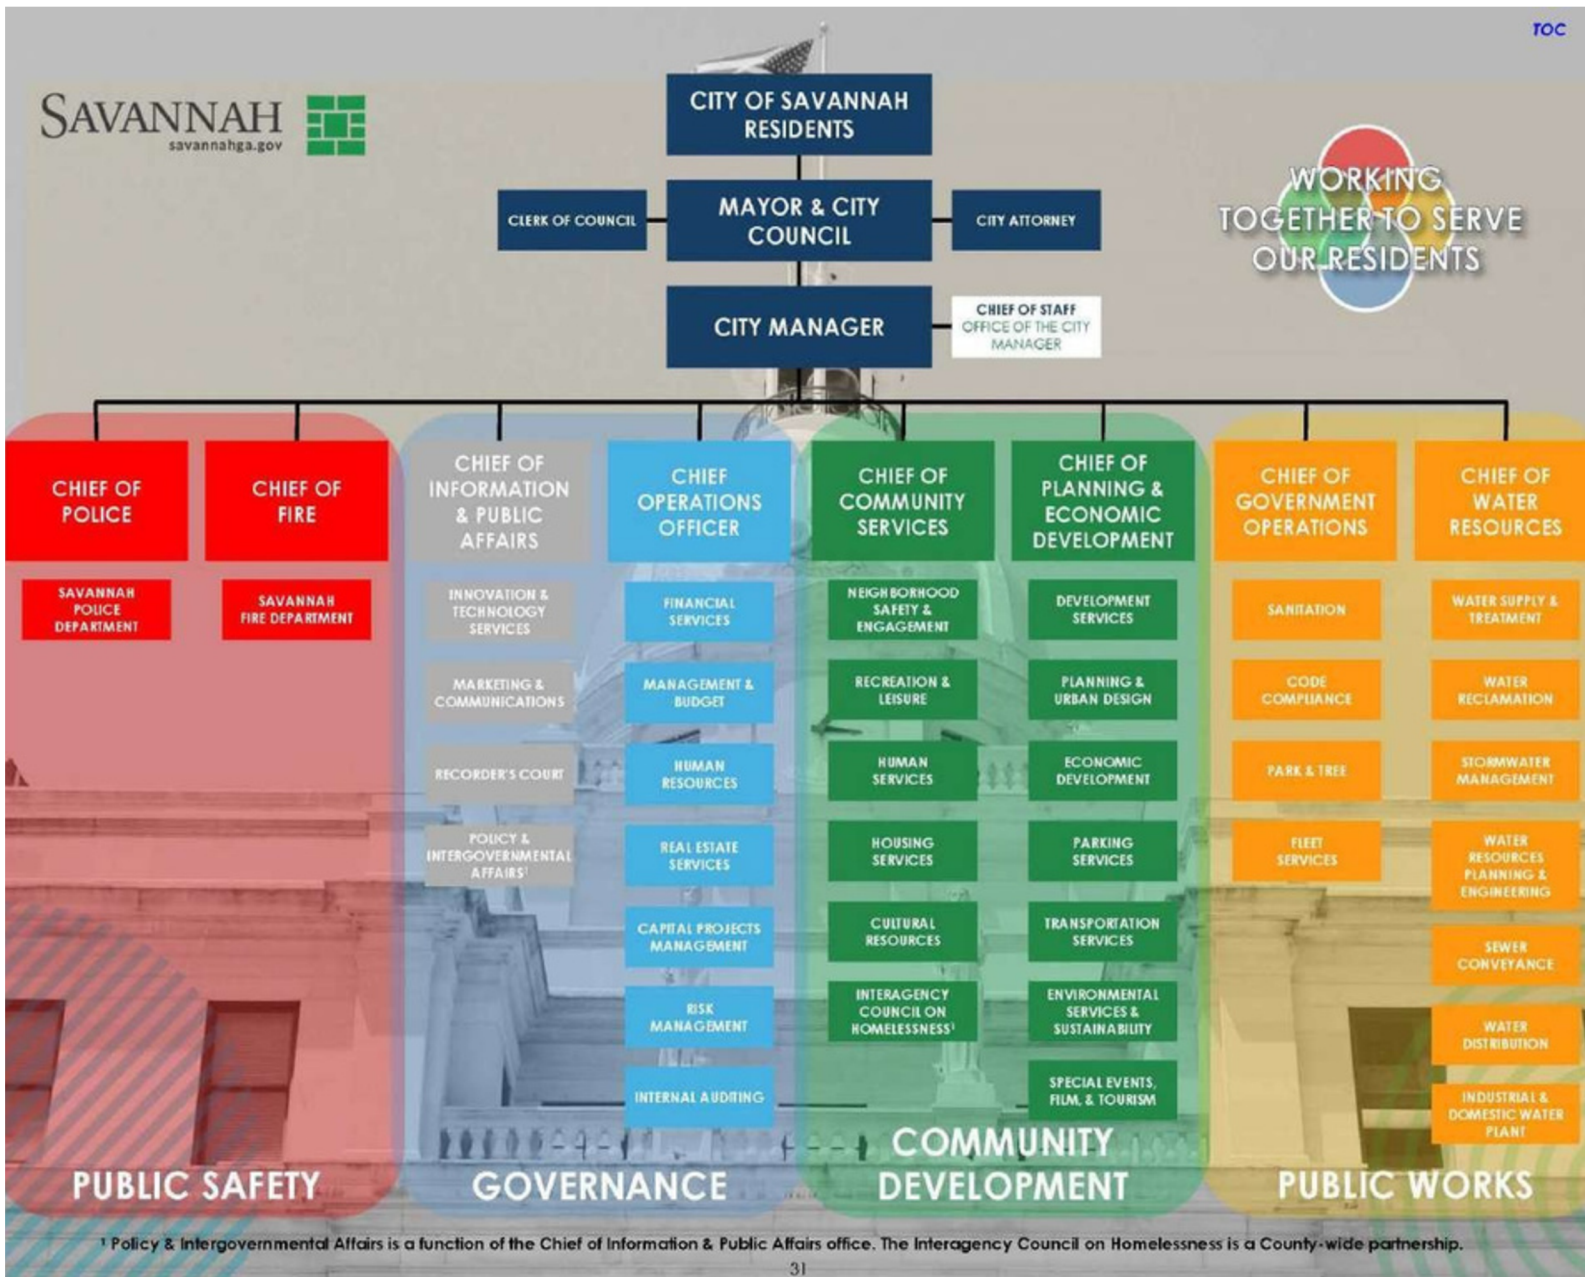 TOC
SAVANNAH
savannahga.gov
CITY OF SAVANNAH
RESIDENTS
WORKING
TOGETHER TO SERVE
OUR RESIDENTS
CLERK OF COUNCIL
MAYOR & CITY
COUNCIL
CITY ATTORNEY
CITY MANAGER
CHIEF OF STAFF
OFFICE OF THE CITY
MANAGER
CHIEF OF
POLICE
SAVANNAH
POLICE
DEPARTMENT
CHIEF OF
FIRE
SAVANNAH
FIRE DEPARTMENT
PUBLIC SAFETY
CHIEF OF
INFORMATION
& PUBLIC
AFFAIRS
INNOVATION &
TECHNOLOGY
SERVICES
MARKETING &
COMMUNICATIONS
RECORDER'S COURT
POLICY &
INTERGOVERNMENTAL
AFFAIRS¹
CHIEF
OPERATIONS
OFFICER
FINANCIAL
SERVICES
MANAGEMENT &
BUDGET
HUMAN
RESOURCES
REAL ESTATE
SERVICES
CAPITAL PROJECTS
MANAGEMENT
RISK
MANAGEMENT
INTERNAL AUDITING
GOVERNANCE
CHIEF OF
COMMUNITY
SERVICES
NEIGHBORHOOD
SAFETY &
ENGAGEMENT
RECREATION &
LEISURE
HUMAN
SERVICES
HOUSING
SERVICES
CULTURAL
RESOURCES
INTERAGENCY
COUNCIL ON
HOMELESSNESS¹
CHIEF OF
PLANNING &
ECONOMIC
DEVELOPMENT
DEVELOPMENT
SERVICES
PLANNING &
URBAN DESIGN
ECONOMIC
DEVELOPMENT
PARKING
SERVICES
TRANSPORTATION
SERVICES
ENVIRONMENTAL
SERVICES &
SUSTAINABILITY
SPECIAL EVENTS,
FILM, & TOURISM
COMMUNITY
DEVELOPMENT
CHIEF OF
GOVERNMENT
OPERATIONS
SANITATION
CODE
COMPLIANCE
PARK & TREE
FLEET
SERVICES
CHIEF OF
WATER
RESOURCES
WATER SUPPLY &
TREATMENT
WATER
RECLAMATION
STORMWATER
MANAGEMENT
WATER
RESOURCES
PLANNING &
ENGINEERING
SEWER
CONVEYANCE
WATER
DISTRIBUTION
INDUSTRIAL &
DOMESTIC WATER
PLANT
PUBLIC WORKS
¹ Policy & Intergovernmental Affairs is a function of the Chief of Information & Public Affairs office. The Interagency Council on Homelessness is a County-wide partnership.
31